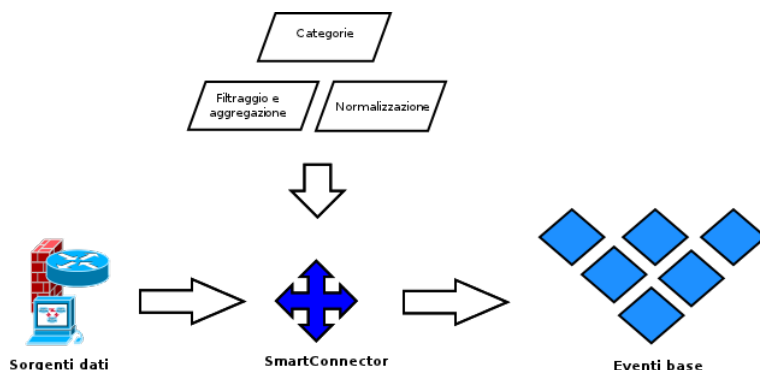 Categorie
Filtraggio e
aggregazione
Normalizzazione
Sorgenti dati
SmartConnector
Eventi base